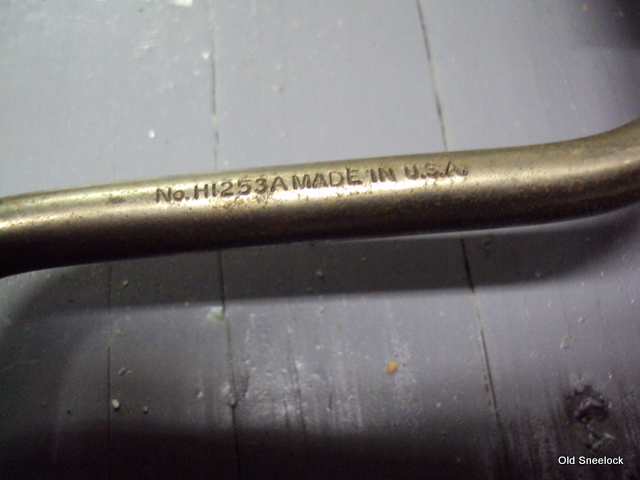 No. H1253A MADE IN U.S.A.
Old Sneelock